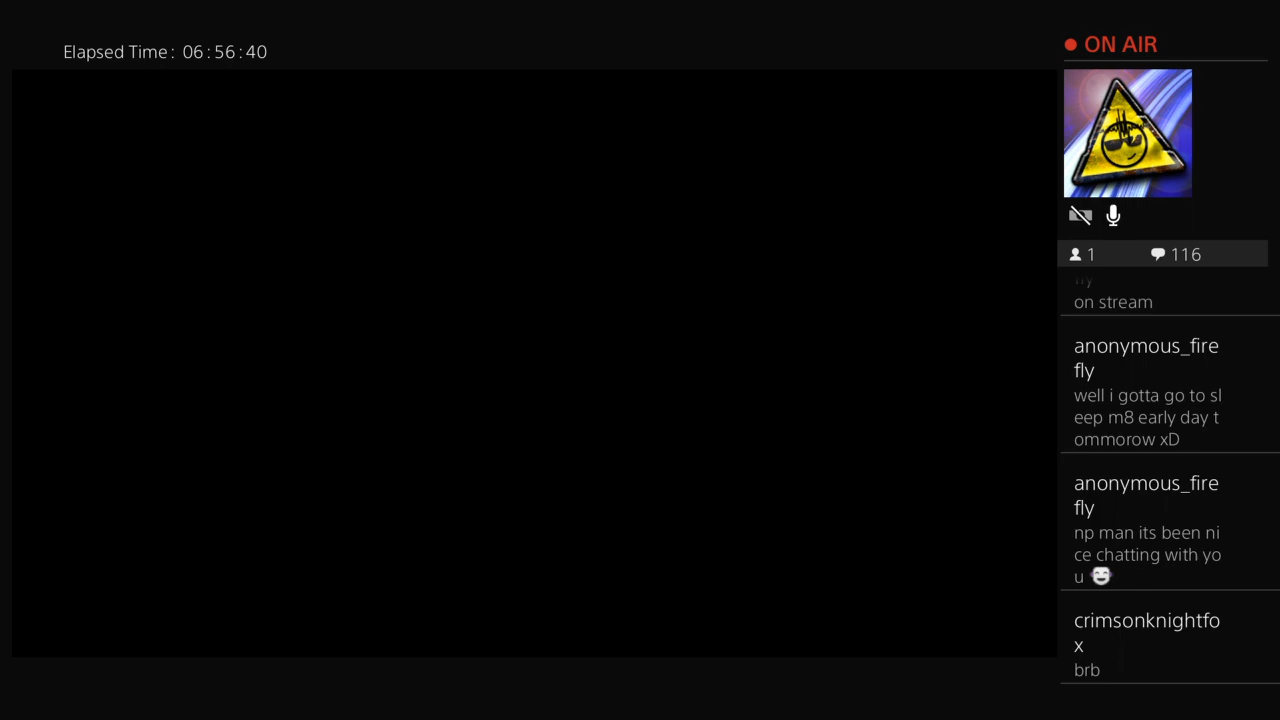 Elapsed Time: 06:56:40
ON AIR
1 116
on stream
anonymous_fire
fly
well i gotta go to sl
eep m8 early day t
ommorow xD
anonymous_fire
fly
np man its been ni
ce chatting with yo
u
crimsonknightfo
x
brb